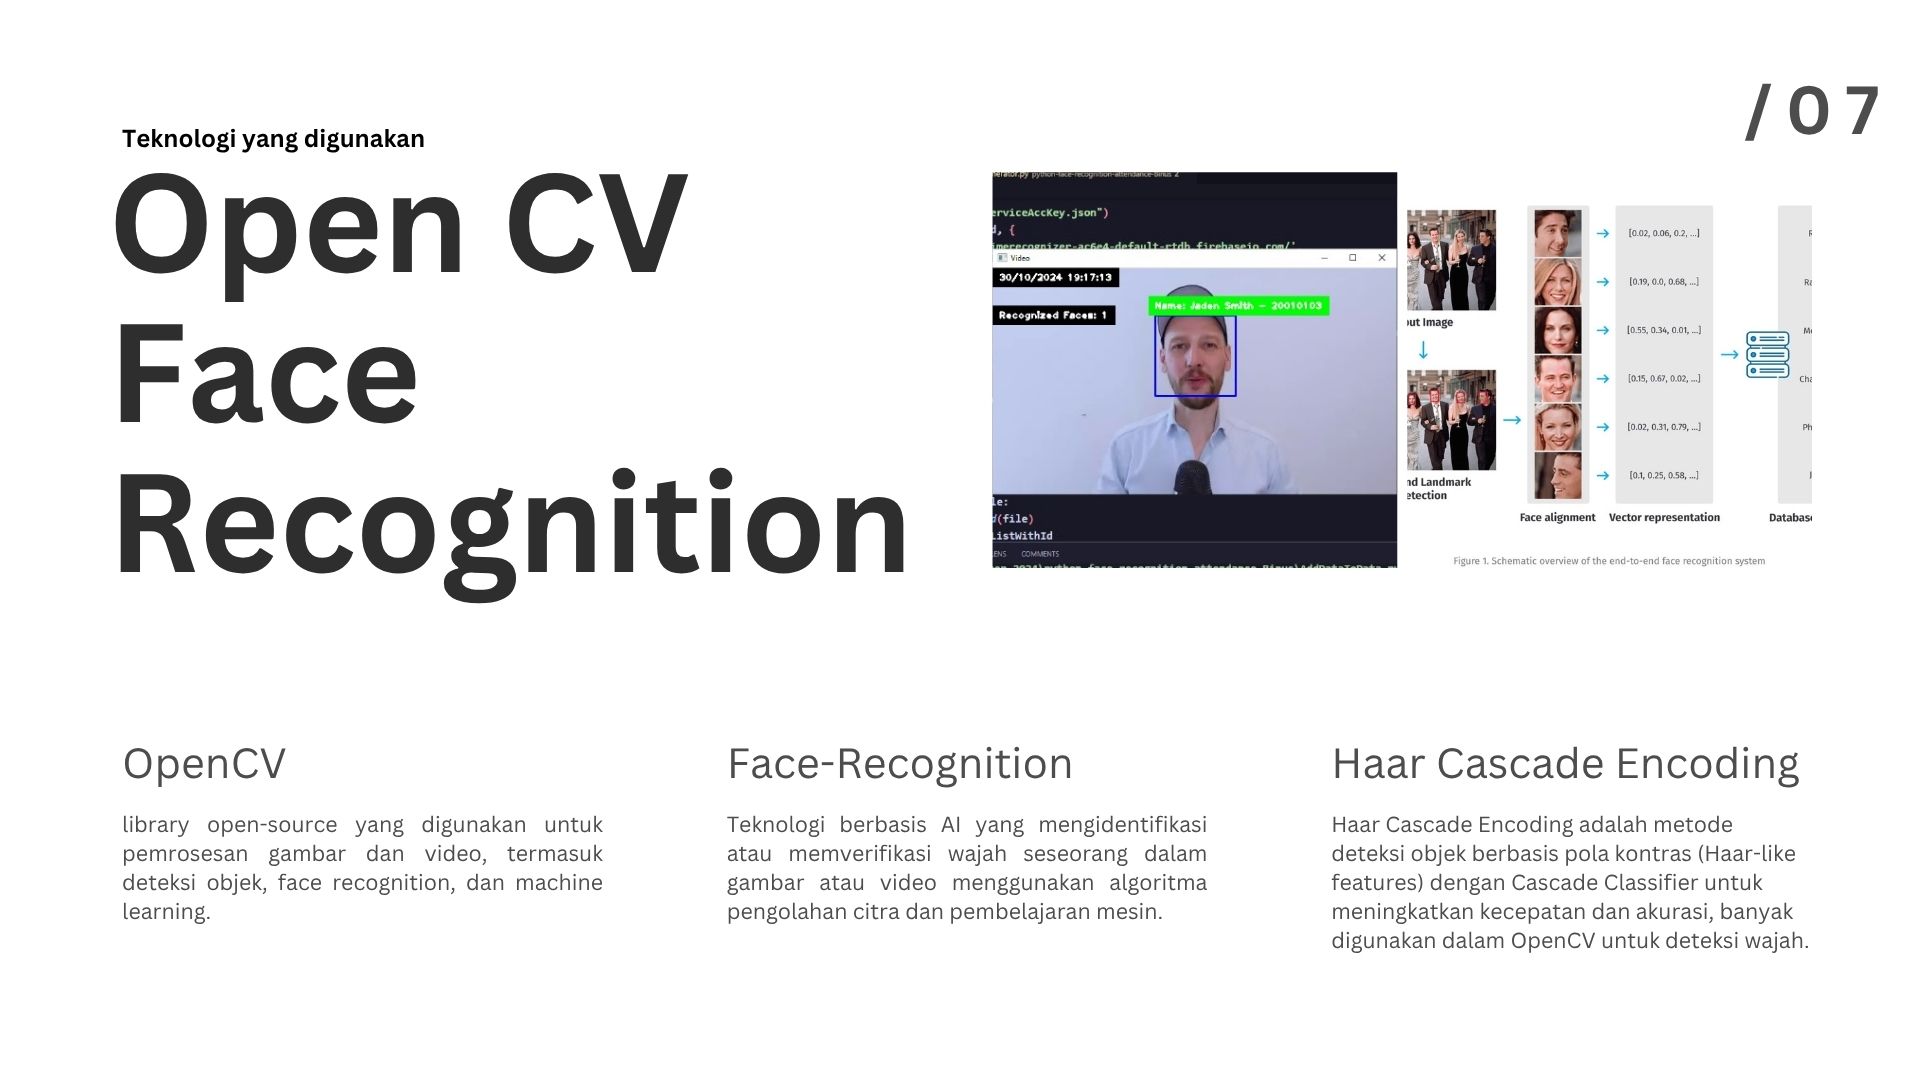 /07
Teknologi yang digunakan
Open CV
Face
Recognition
python-face-recognition-attendance-Binus 2
erviceAccKey.json")
d, {
imerecognizer-ac6e4-default-rtdb.firebaseio.com/'
Video
30/10/2024 19:17:13
Name: Jaden Smith - 20010103
Recognized Faces: 1
le:
d(file)
ListWithId
COMMENTS
put Image
nd Landmark
etection
[0.02, 0.06, 0.2, ...]
[0.19, 0.0, 0.68, ...]
[0.55, 0.34, 0.01, ...]
[0.15, 0.67, 0.02, ...]
[0.02, 0.31, 0.79, ...]
[0.1, 0.25, 0.58, ...]
Face alignment
Vector representation
Database
Figure 1. Schematic overview of the end-to-end face recognition system
OpenCV
library open-source yang digunakan untuk
pemrosesan gambar dan video, termasuk
deteksi objek, face recognition, dan machine
learning.
Face-Recognition
Teknologi berbasis AI yang mengidentifikasi
atau memverifikasi wajah seseorang dalam
gambar atau video menggunakan algoritma
pengolahan citra dan pembelajaran mesin.
Haar Cascade Encoding
Haar Cascade Encoding adalah metode
deteksi objek berbasis pola kontras (Haar-like
features) dengan Cascade Classifier untuk
meningkatkan kecepatan dan akurasi, banyak
digunakan dalam OpenCV untuk deteksi wajah.